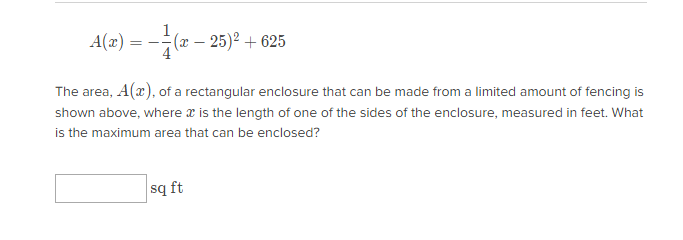 A(x) = −1/4(x − 25)² + 625
The area, A(x), of a rectangular enclosure that can be made from a limited amount of fencing is
shown above, where x is the length of one of the sides of the enclosure, measured in feet. What
is the maximum area that can be enclosed?
sq ft